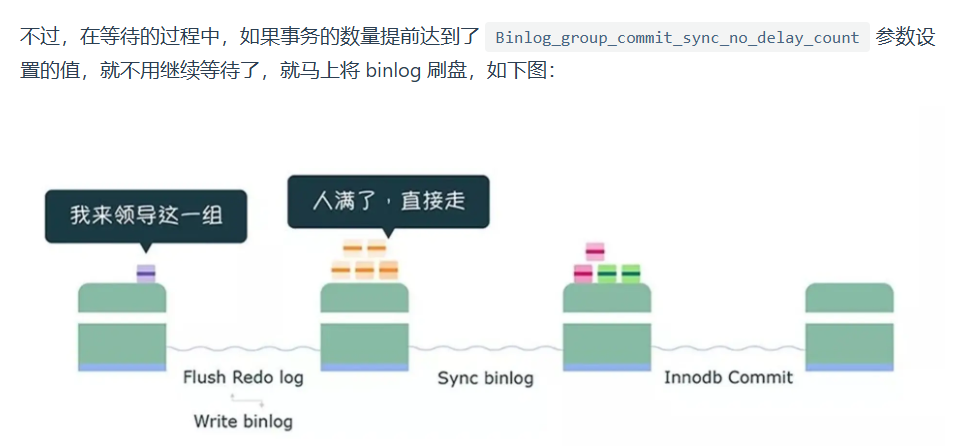 不过，在等待的过程中，如果事务的数量提前达到了 Binlog_group_commit_sync_no_delay_count 参数设
置的值，就不用继续等待了，就马上将 binlog 刷盘，如下图：
我来领导这一组
人满了，直接走
Flush Redo log
Sync binlog
Innodb Commit
Write binlog